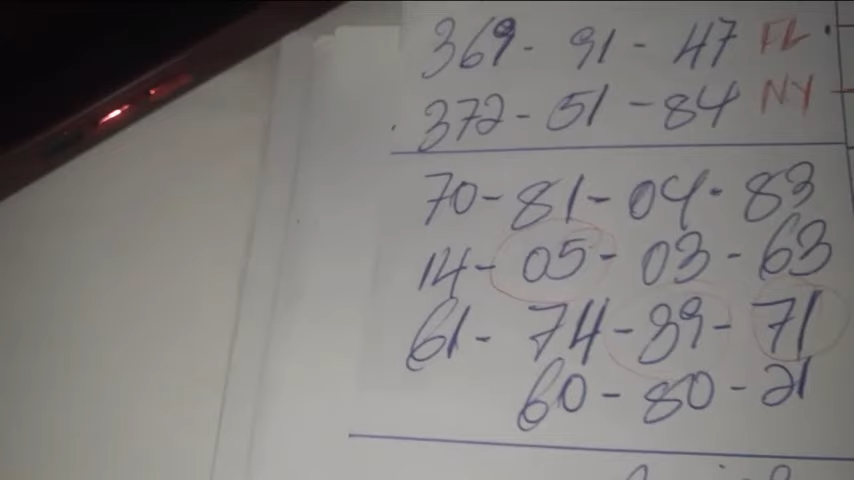 369 - 91 - 47 FL
372 - 51 - 84 NY
70 - 81 - 04 - 83
14 - 05 - 03 - 63
61 - 74 - 89 - 71
60 - 80 - 21